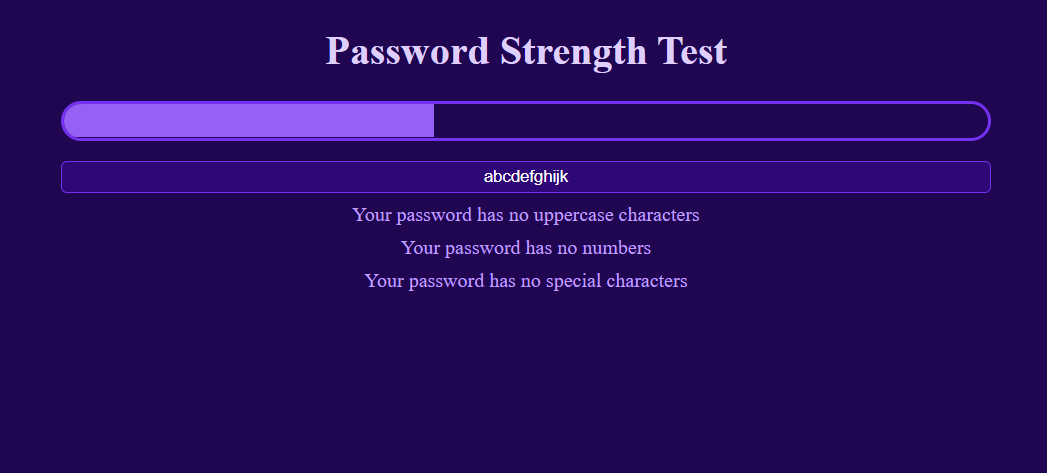 Password Strength Test
abcdefghijk
Your password has no uppercase characters
Your password has no numbers
Your password has no special characters